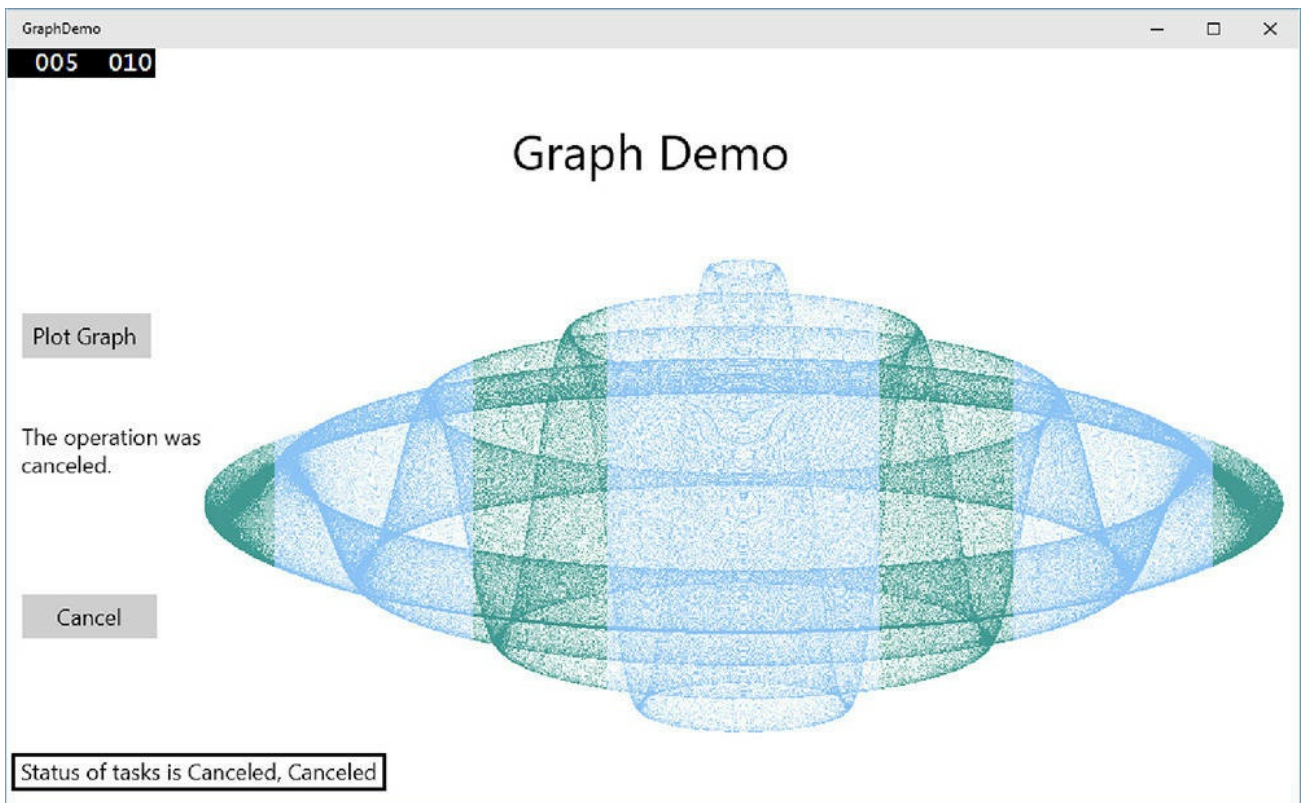 GraphDemo
005 010
Graph Demo
Plot Graph
The operation was
canceled.
Cancel
Status of tasks is Canceled, Canceled